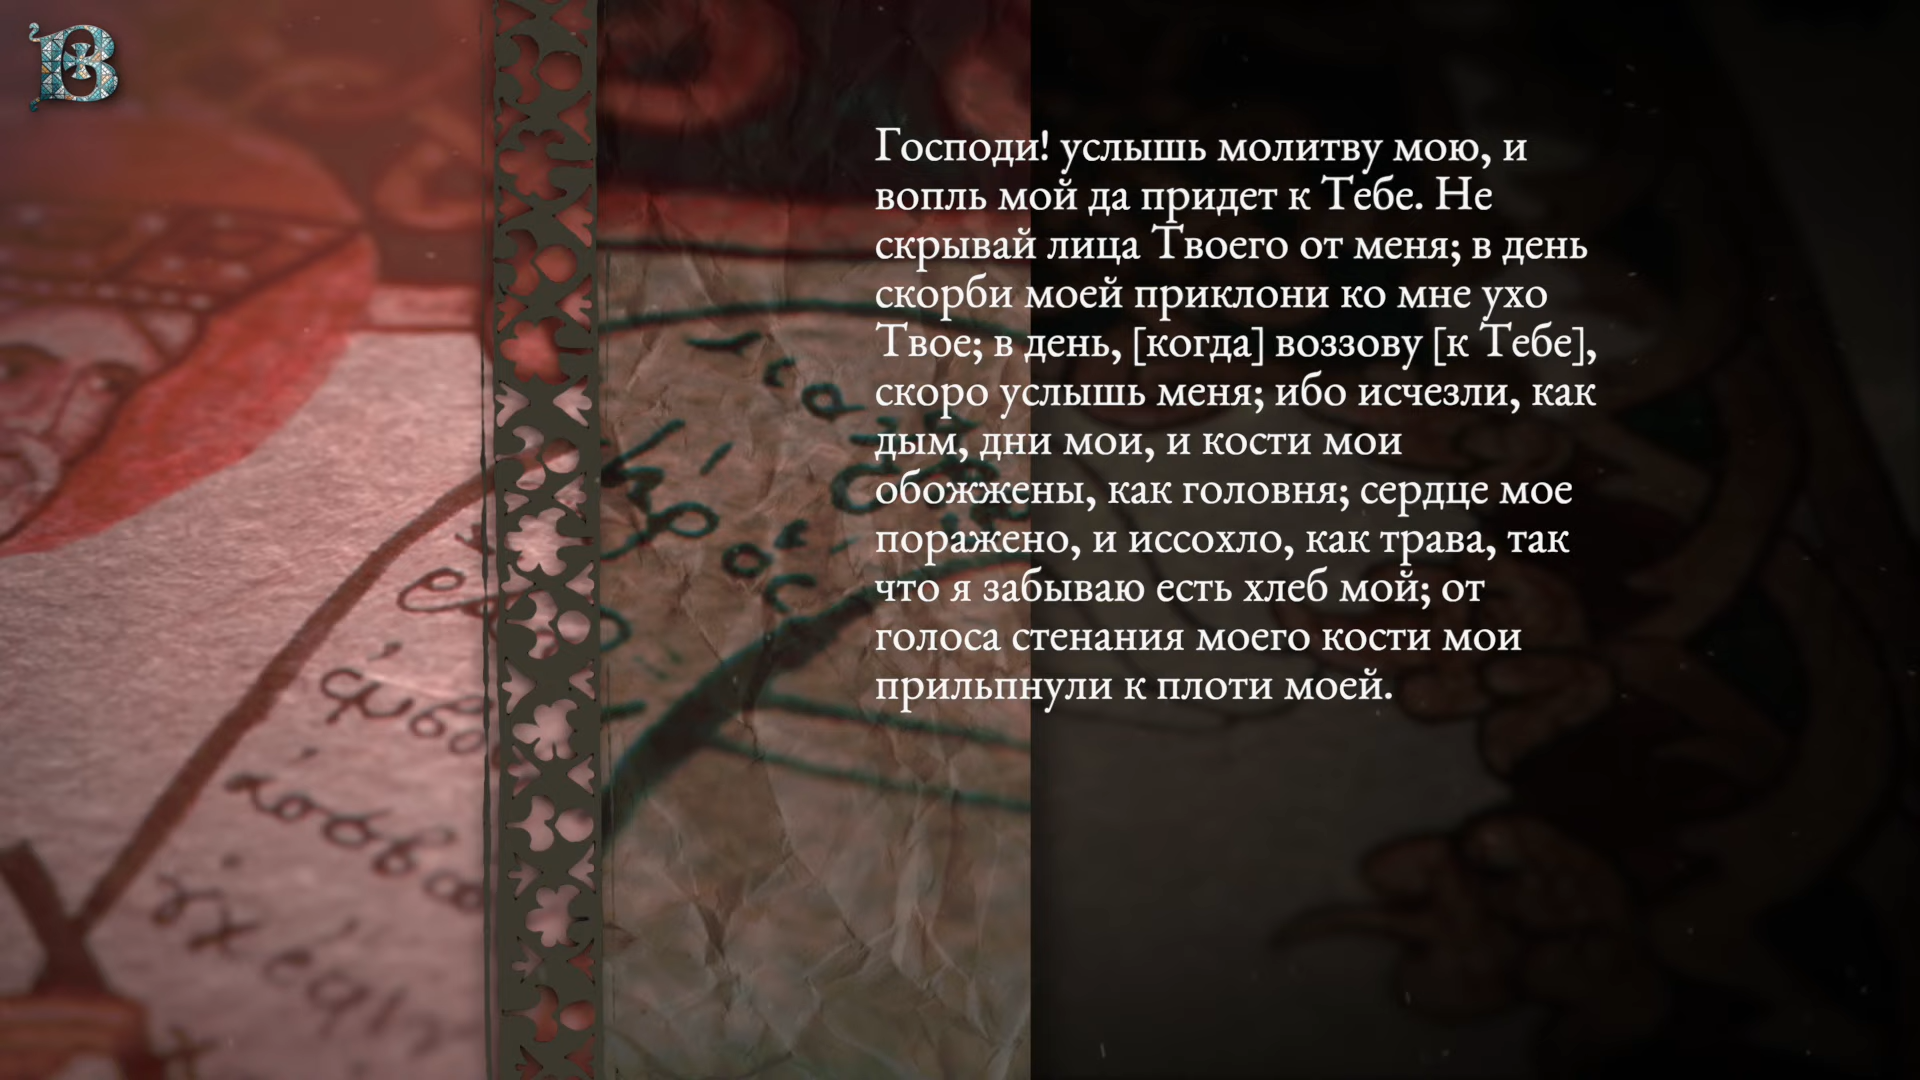 Господи! услышь молитву мою, и
вопль мой да придет к Тебе. Не
скрывай лица Твоего от меня; в день
скорби моей приклони ко мне ухо
Твое; в день, [когда] воззову [к Тебе],
скоро услышь меня; ибо исчезли, как
дым, дни мои, и кости мои
обожжены, как головня; сердце мое
поражено, и иссохло, как трава, так
что я забываю есть хлеб мой; от
голоса стенания моего кости мои
прильпнули к плоти моей.